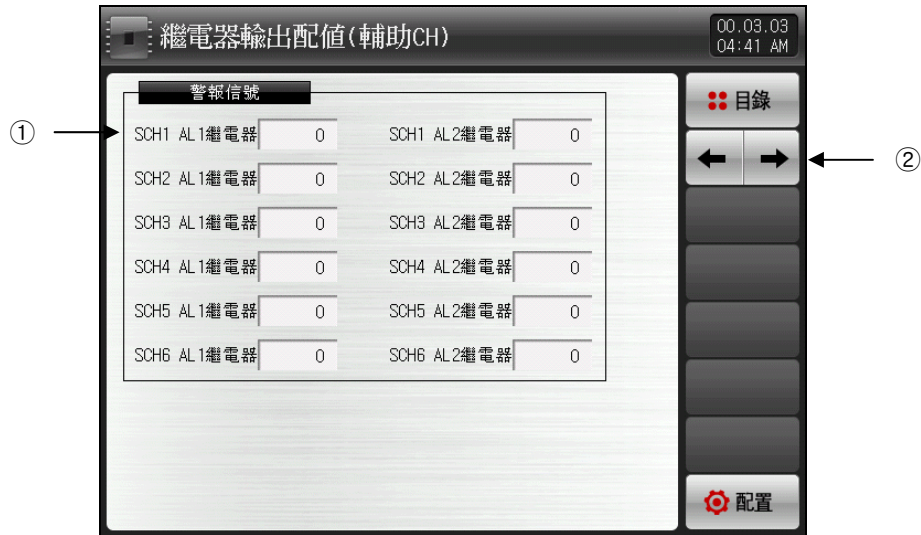 繼電器輸出配値(輔助CH)
00.03.03
04:41 AM
警報信號
目錄
① SCH1 AL1繼電器 0 SCH1 AL2繼電器 0
← → ②
SCH2 AL1繼電器 0 SCH2 AL2繼電器 0
SCH3 AL1繼電器 0 SCH3 AL2繼電器 0
SCH4 AL1繼電器 0 SCH4 AL2繼電器 0
SCH5 AL1繼電器 0 SCH5 AL2繼電器 0
SCH6 AL1繼電器 0 SCH6 AL2繼電器 0
配置